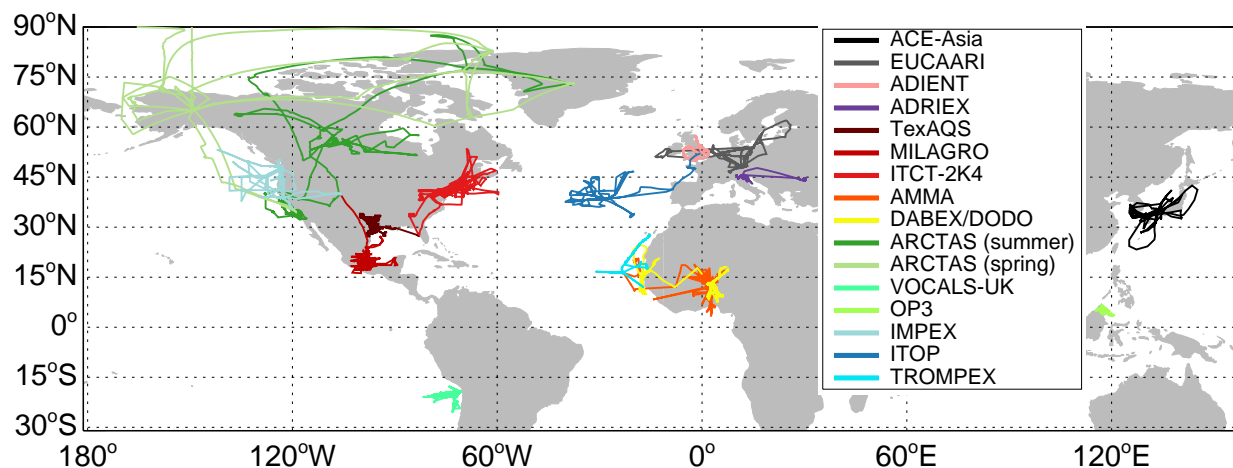 90°N
75°N
60°N
45°N
30°N
15°N
0°
15°S
30°S
180°
120°W
60°W
0°
60°E
120°E
ACE-Asia
EUCAARI
ADIENT
ADRIEX
TexAQS
MILAGRO
ITCT-2K4
AMMA
DABEX/DODO
ARCTAS (summer)
ARCTAS (spring)
VOCALS-UK
OP3
IMPEX
ITOP
TROMPEX